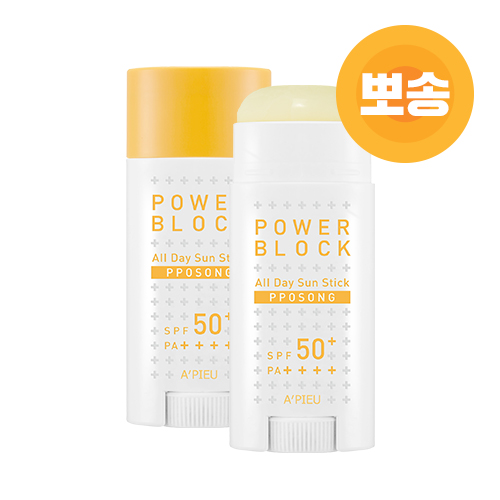 뽀송
POWER
BLOCK
All Day Sun Stick
PPOSONG
SPF 50+
PA++++
A'PIEU
POWER
BLOCK
All Day Sun Stick
PPOSONG
SPF 50+
PA++++
A'PIEU